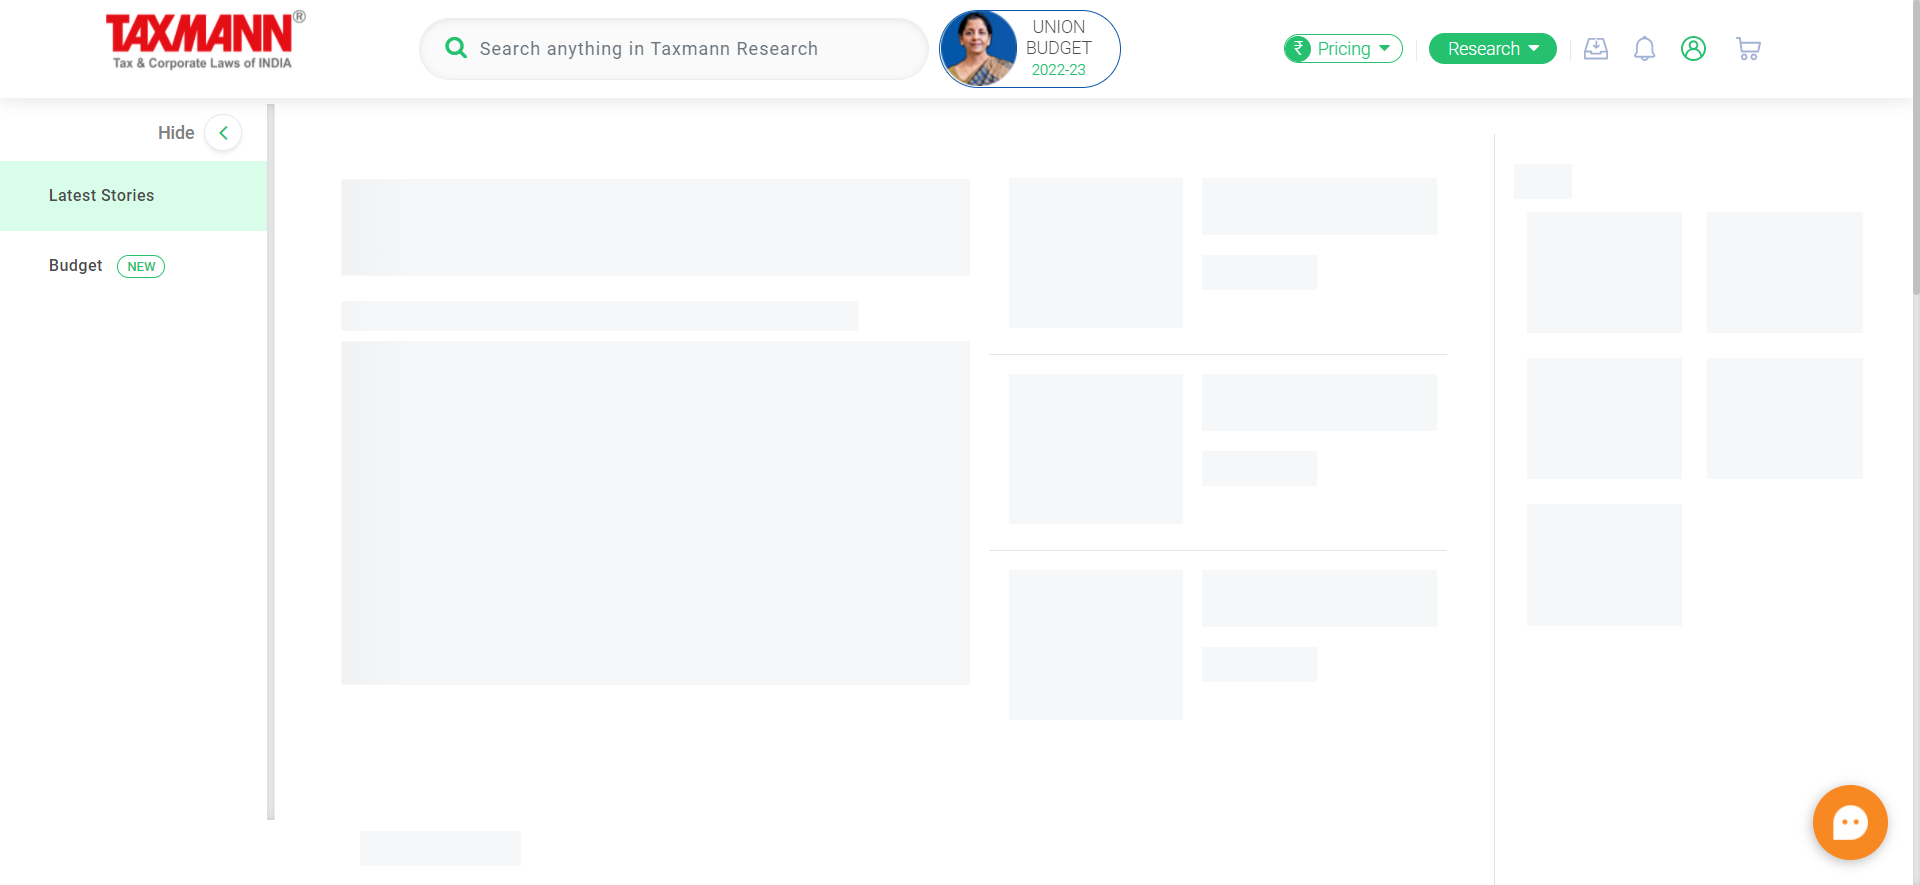 TAXMANN®
Tax & Corporate Laws of INDIA
Search anything in Taxmann Research
UNION
BUDGET
2022-23
₹ Pricing
Research
Hide
Latest Stories
Budget NEW